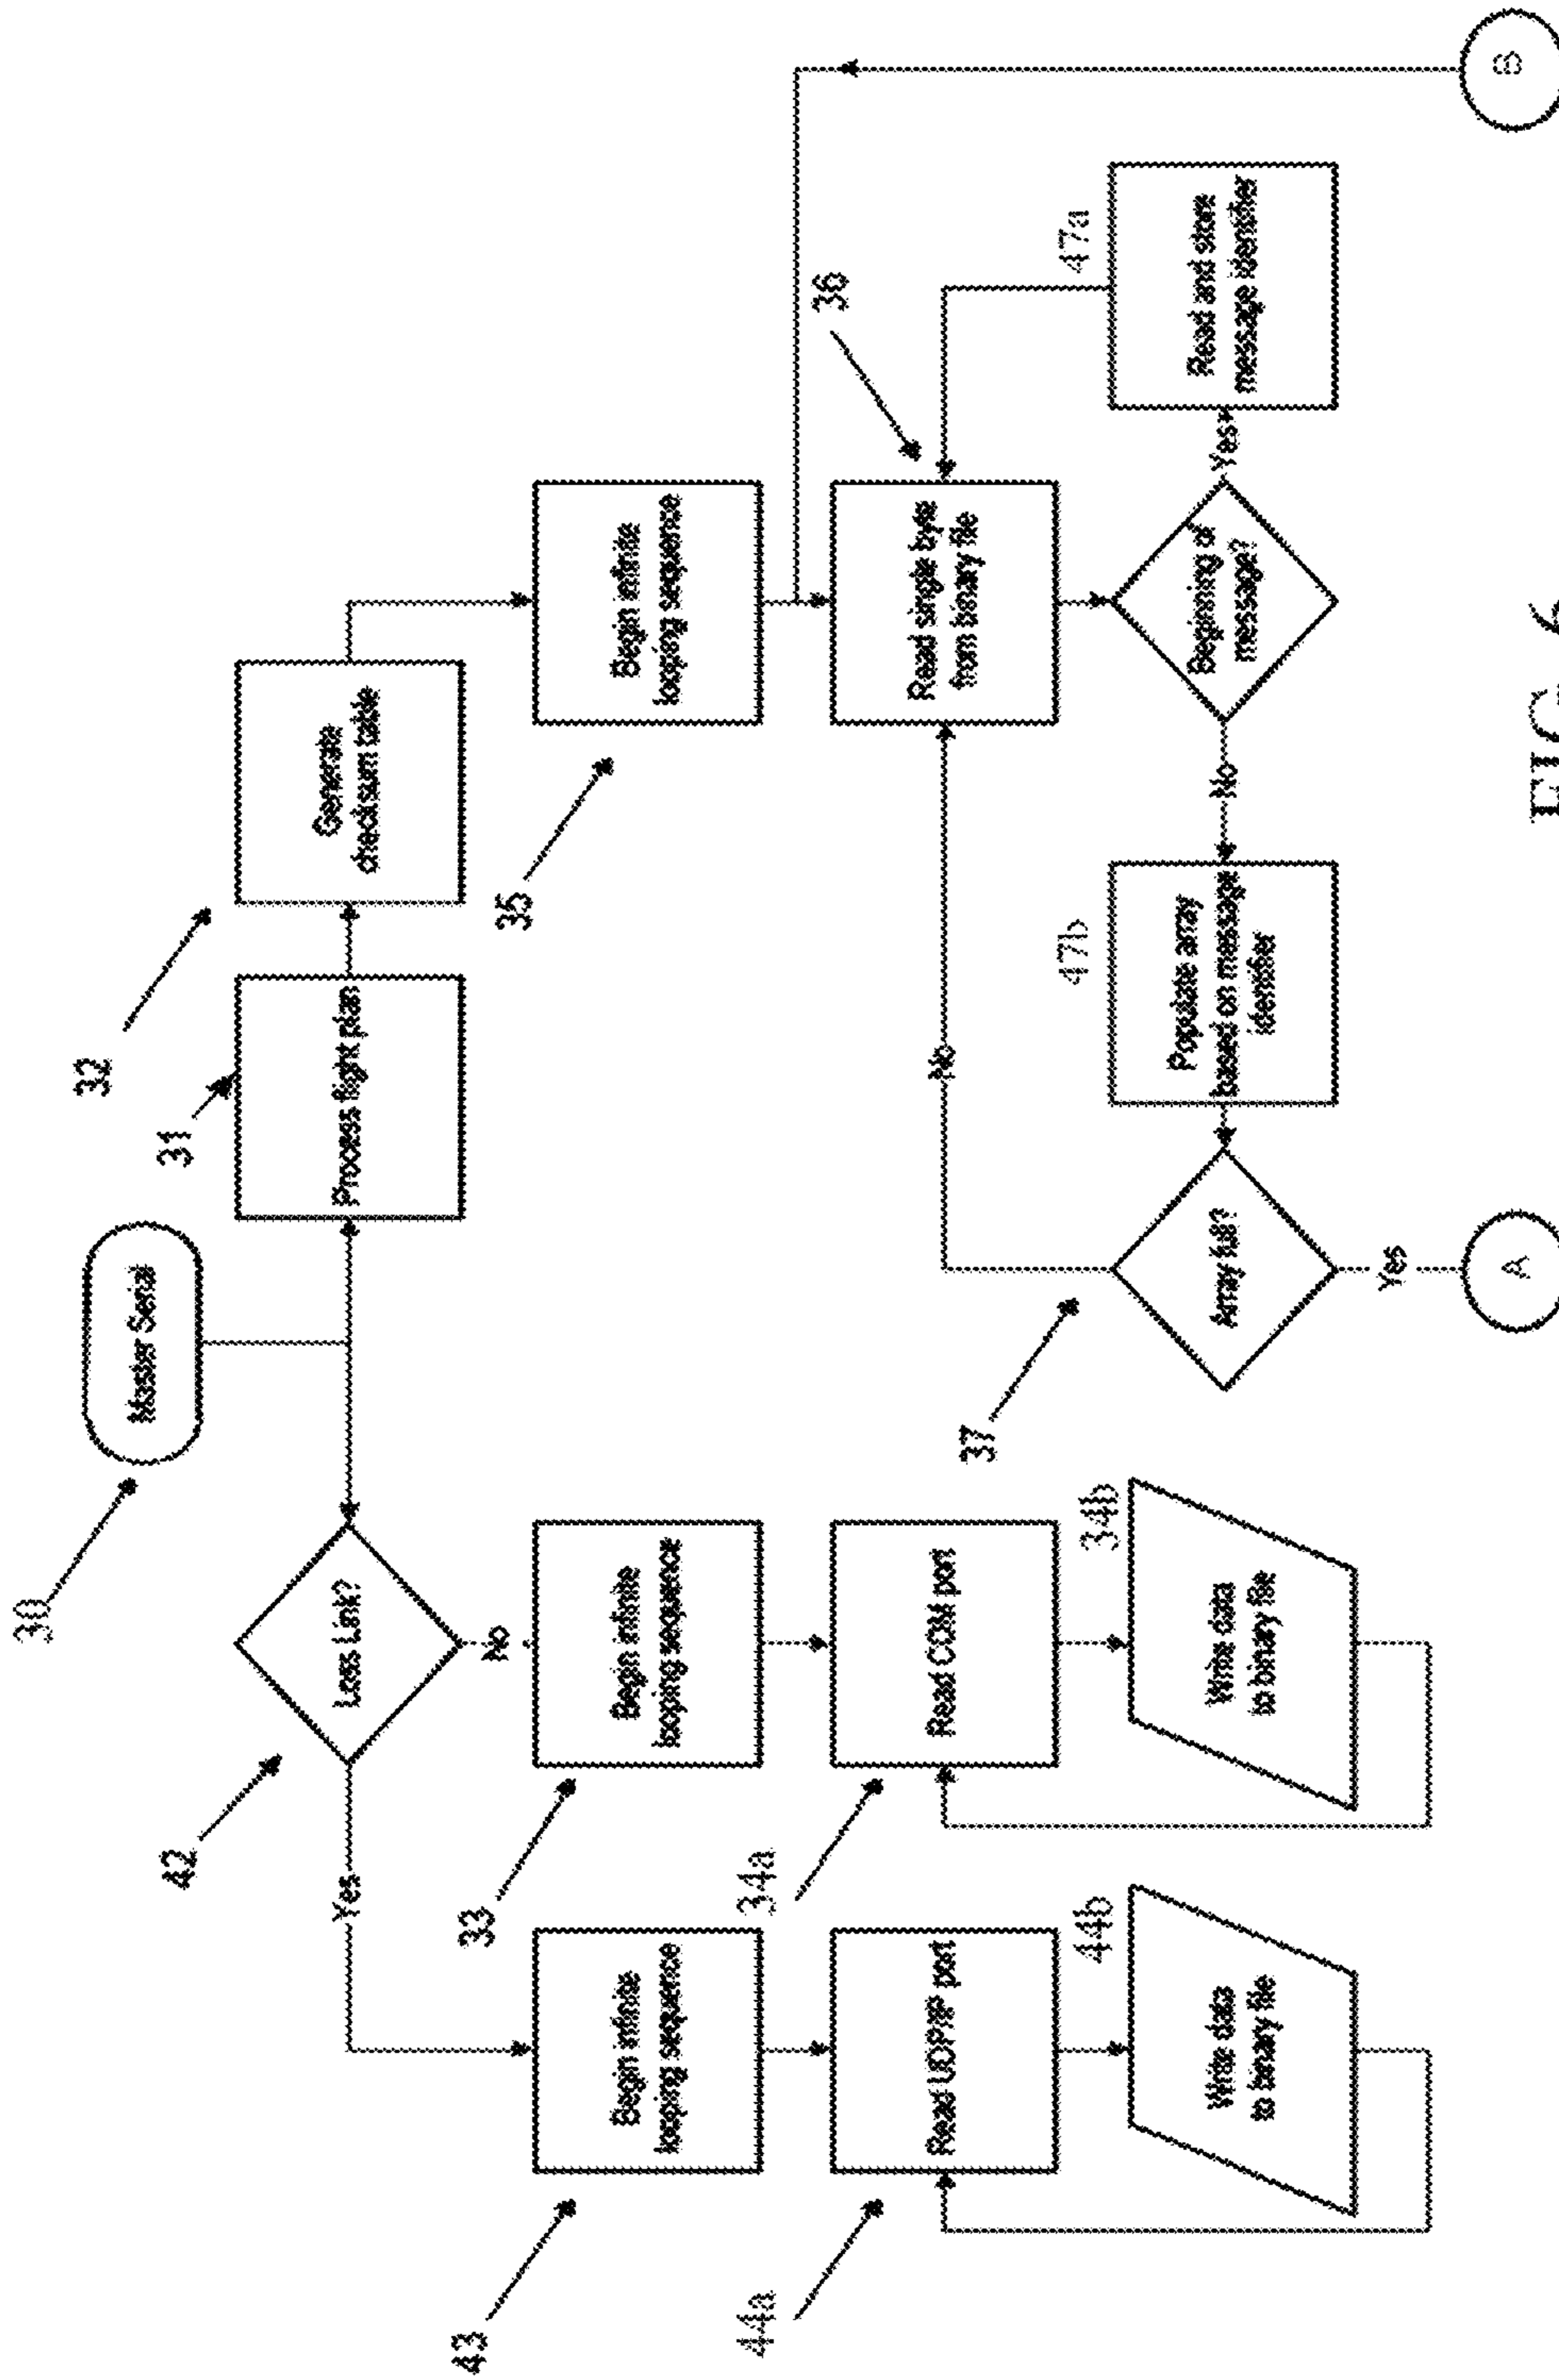 30
Master Serial
42
Loss Link?
31
Process flight plan
32
Generate
checksum table
Yes
No
43
Begin infinite
looping sequence
33
Begin infinite
looping sequence
35
Begin infinite
looping sequence
44a
Read UDP/IP port
34a
Read COM port
No
36
Read single byte
from binary file
44b
Write data
to binary file
34b
Write data
to binary file
37
Array full?
47b
Populate array
based on message
identifier
No
Beginning of
message?
Yes
47a
Read and store
message identifier
Yes
A
B
FIG. 6